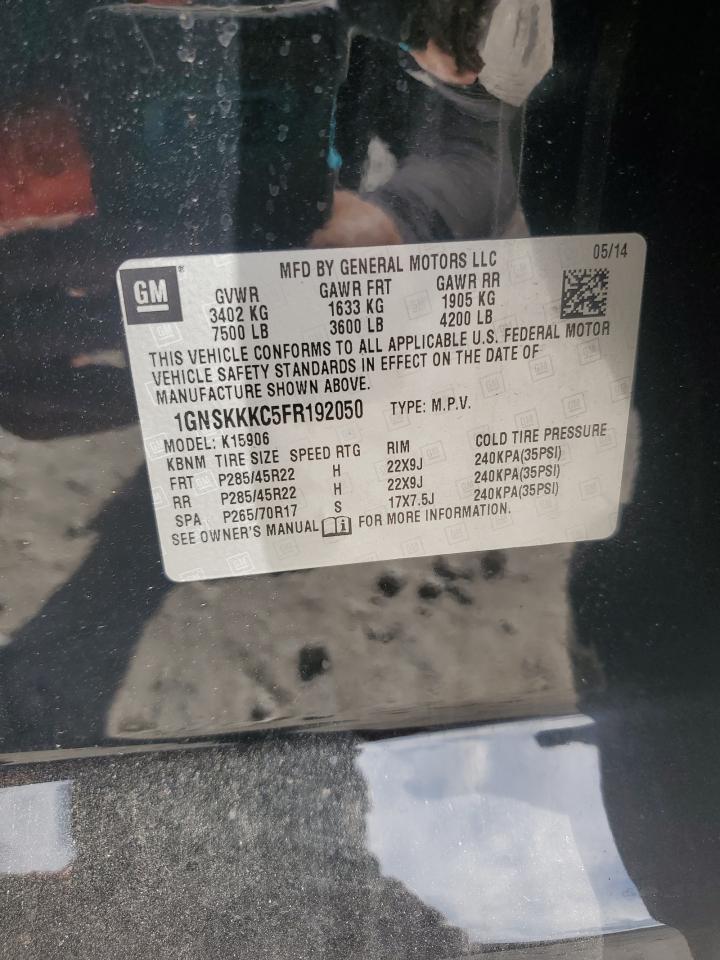 GM
MFD BY GENERAL MOTORS LLC 05/14
GVWR GAWR FRT GAWR RR
3402 KG 1633 KG 1905 KG
7500 LB 3600 LB 4200 LB
THIS VEHICLE CONFORMS TO ALL APPLICABLE U.S. FEDERAL MOTOR
VEHICLE SAFETY STANDARDS IN EFFECT ON THE DATE OF
MANUFACTURE SHOWN ABOVE.
1GNSKKKC5FR192050 TYPE: M.P.V.
MODEL: K15906
KBNM TIRE SIZE SPEED RTG RIM COLD TIRE PRESSURE
FRT P285/45R22 H 22X9J 240KPA(35PSI)
RR P285/45R22 H 22X9J 240KPA(35PSI)
SPA P265/70R17 S 17X7.5J 240KPA(35PSI)
SEE OWNER'S MANUAL FOR MORE INFORMATION.